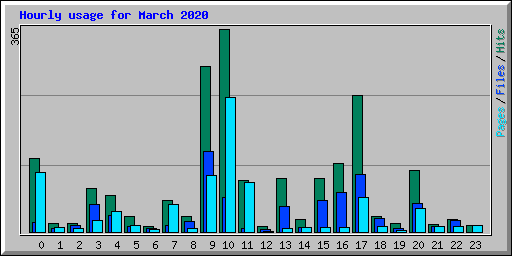 Hourly usage for March 2020
365
Pages/Files/Hits
0 1 2 3 4 5 6 7 8 9 10 11 12 13 14 15 16 17 18 19 20 21 22 23